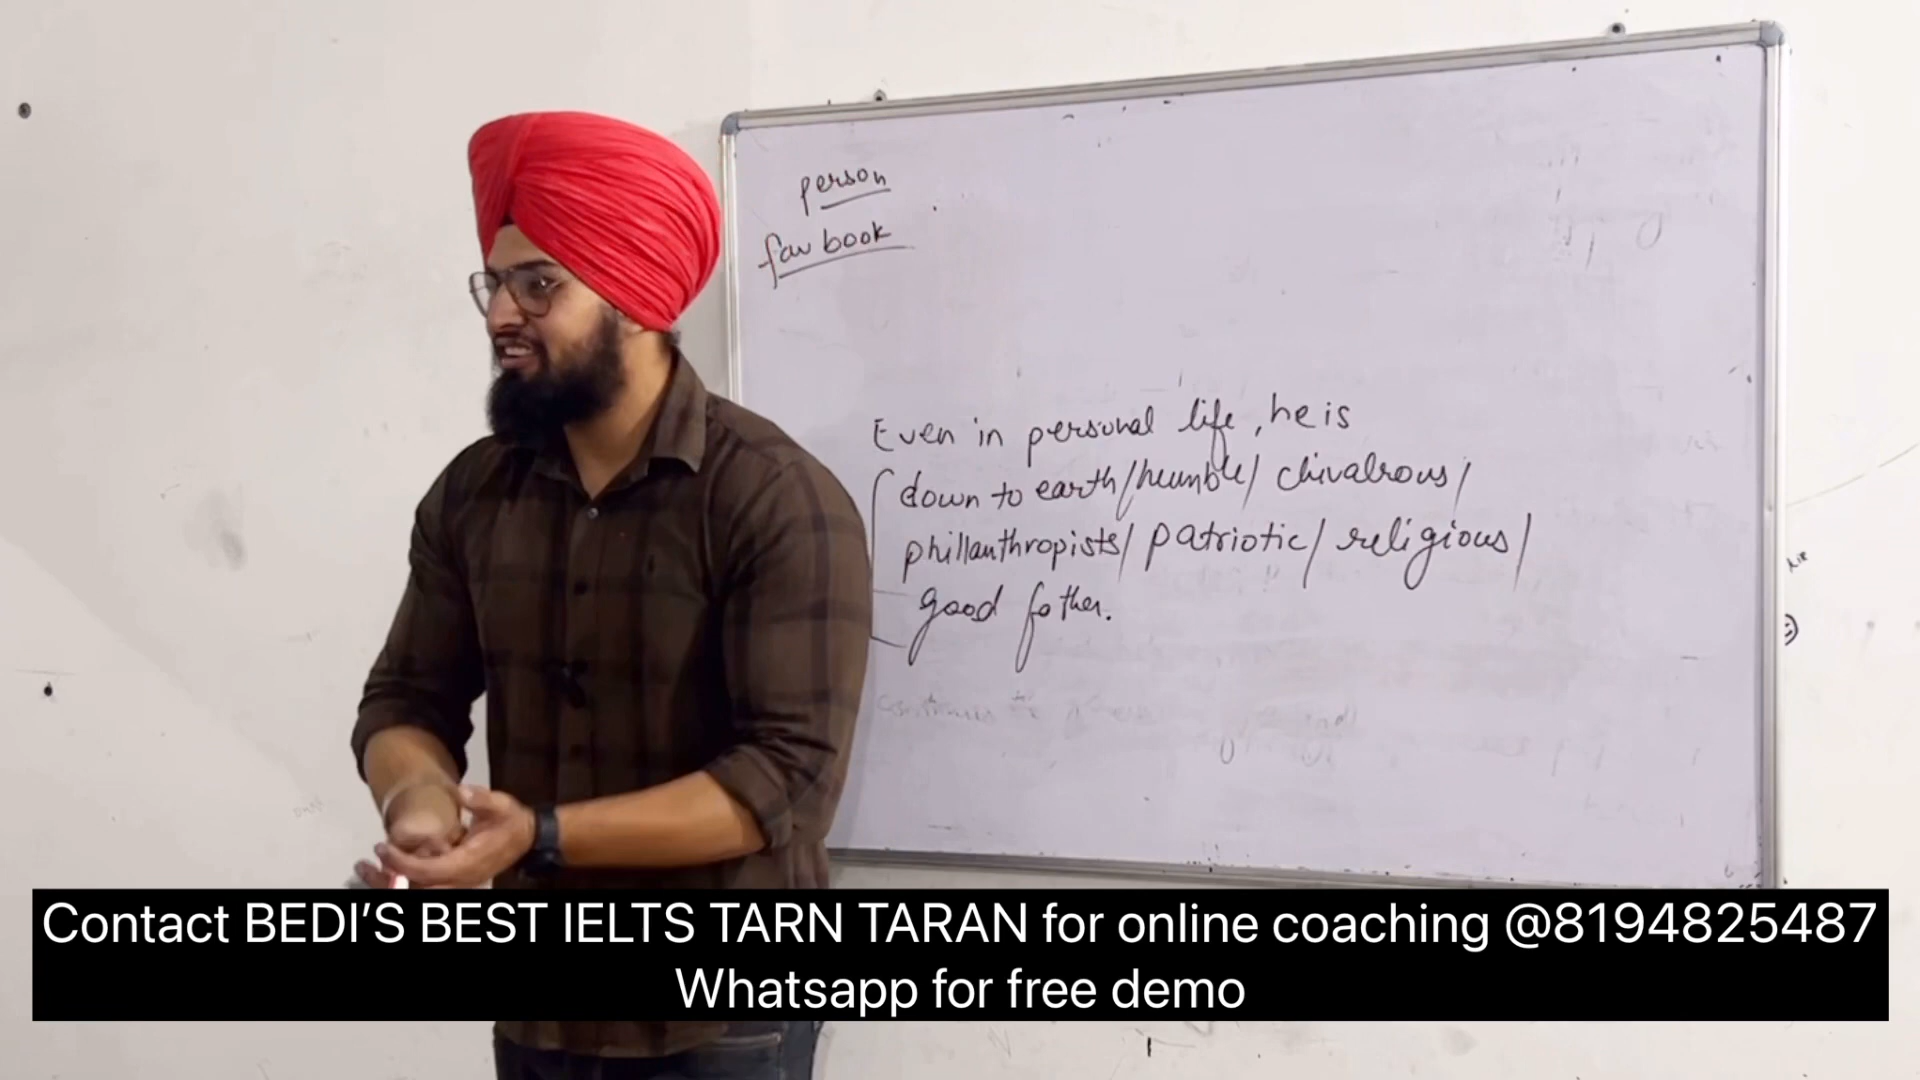 person
fav book
Even in personal life, he is
down to earth/humble/ chivalrous/
phillanthropists/ patriotic/ religious/
good father.
Contact BEDI’S BEST IELTS TARN TARAN for online coaching @8194825487
Whatsapp for free demo